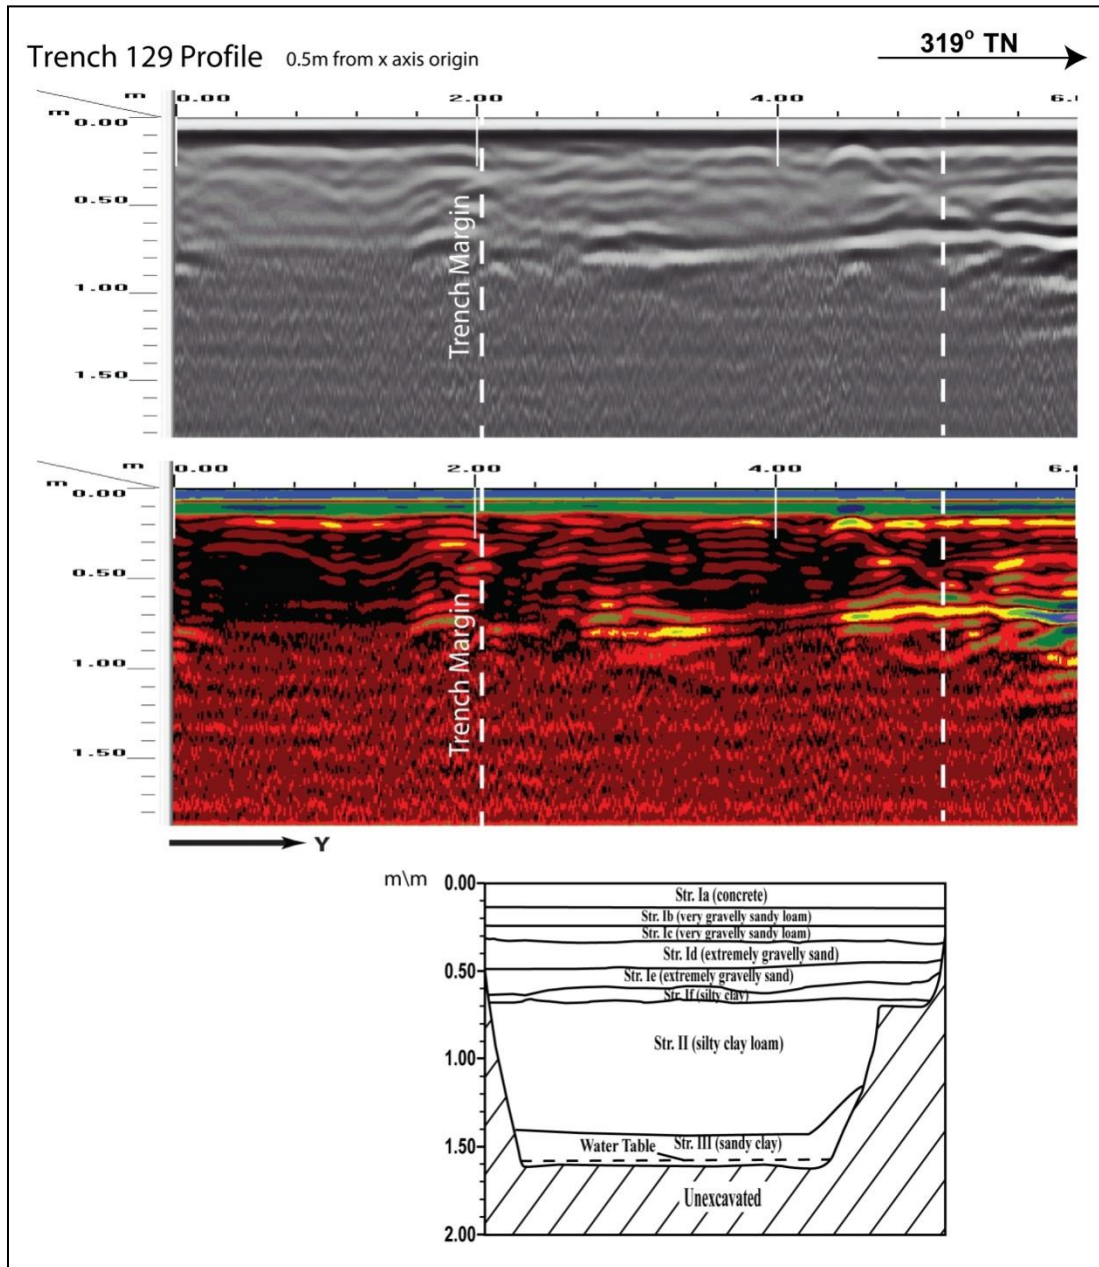 Trench 129 Profile 0.5m from x axis origin
319° TN
m 0.00 2.00 4.00 6.0
m
0.00
0.50
1.00
1.50
Trench Margin
m 0.00 2.00 4.00 6.0
m
0.00
0.50
1.00
1.50
Trench Margin
Y
m\m
0.00
0.50
1.00
1.50
2.00
Str. Ia (concrete)
Str. Ib (very gravelly sandy loam)
Str. Ic (very gravelly sandy loam)
Str. Id (extremely gravelly sand)
Str. Ie (extremely gravelly sand)
Str. If (silty clay)
Str. II (silty clay loam)
Str. III (sandy clay)
Water Table
Unexcavated